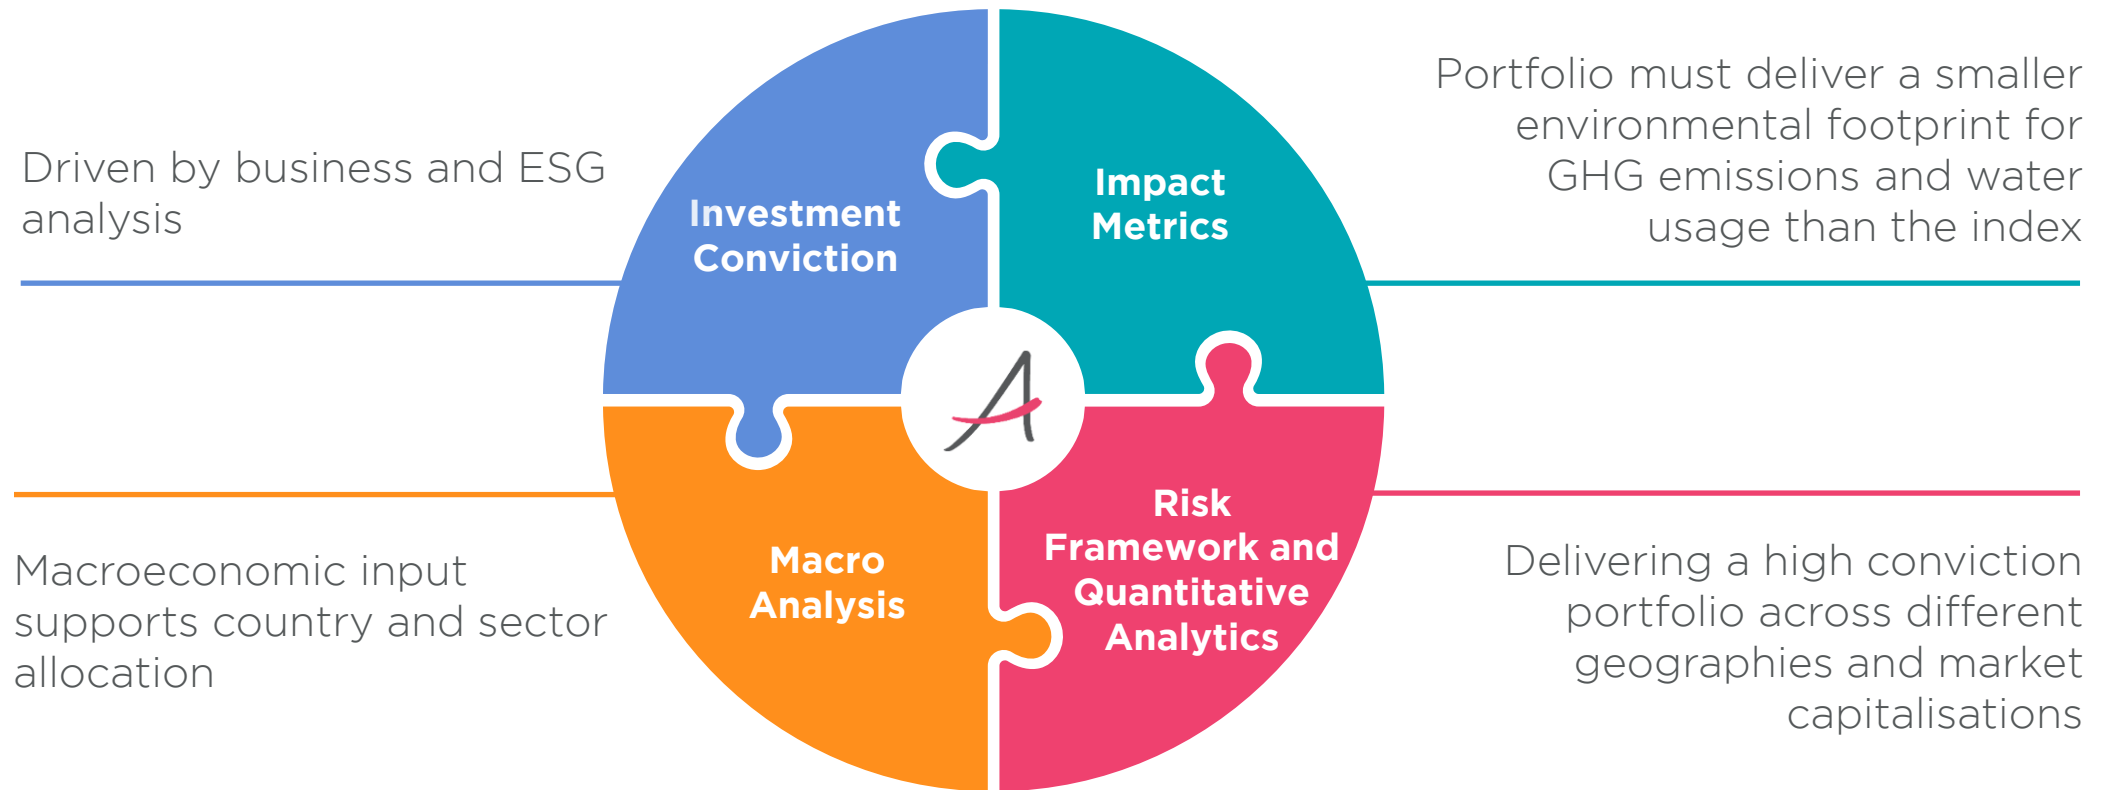 Driven by business and ESG
analysis
Investment
Conviction
Impact
Metrics
Portfolio must deliver a smaller
environmental footprint for
GHG emissions and water
usage than the index
Macroeconomic input
supports country and sector
allocation
Macro
Analysis
Risk
Framework and
Quantitative
Analytics
Delivering a high conviction
portfolio across different
geographies and market
capitalisations
A